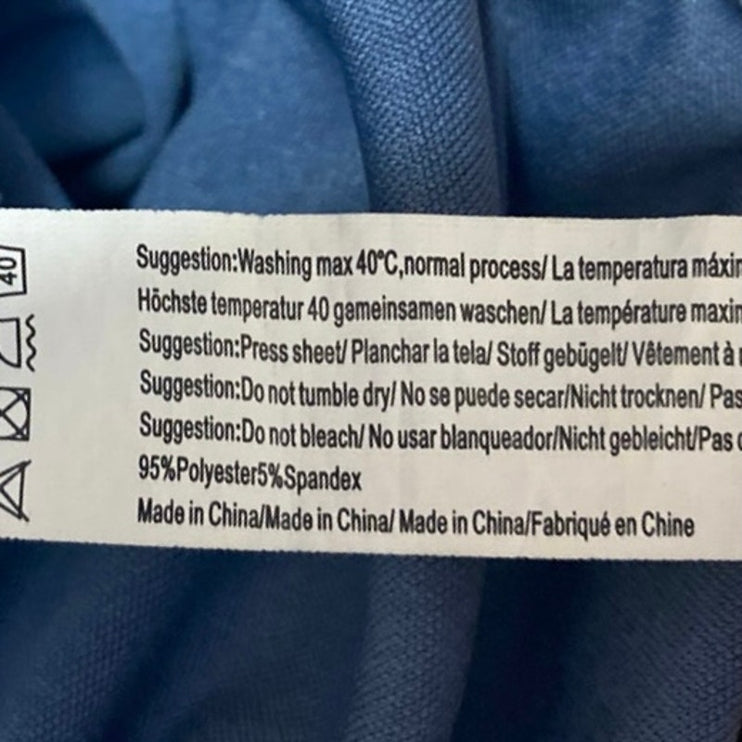 40
Suggestion:Washing max 40°C,normal process/ La temperatura máxim
Höchste temperatur 40 gemeinsamen waschen/ La température maxim
Suggestion:Press sheet/ Planchar la tela/ Stoff gebügelt/ Vêtement à
Suggestion:Do not tumble dry/ No se puede secar/Nicht trocknen/ Pas
Suggestion:Do not bleach/ No usar blanqueador/Nicht gebleicht/Pas
95%Polyester5%Spandex
Made in China/Made in China/ Made in China/Fabriqué en Chine